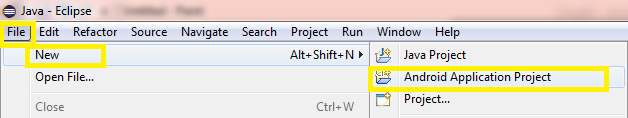 Java - Eclipse
File Edit Refactor Source Navigate Search Project Run Window Help
New Alt+Shift+N
Java Project
Open File...
Android Application Project
Close Ctrl+W
Project...